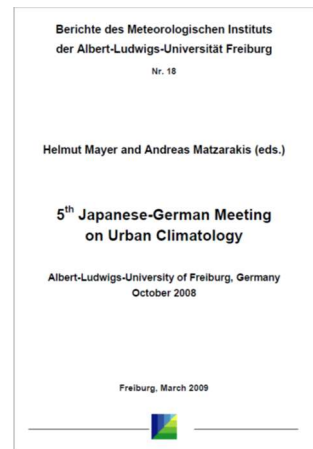 Berichte des Meteorologischen Instituts
der Albert-Ludwigs-Universität Freiburg
Nr. 18
Helmut Mayer and Andreas Matzarakis (eds.)
5th Japanese-German Meeting
on Urban Climatology
Albert-Ludwigs-University of Freiburg, Germany
October 2008
Freiburg, March 2009